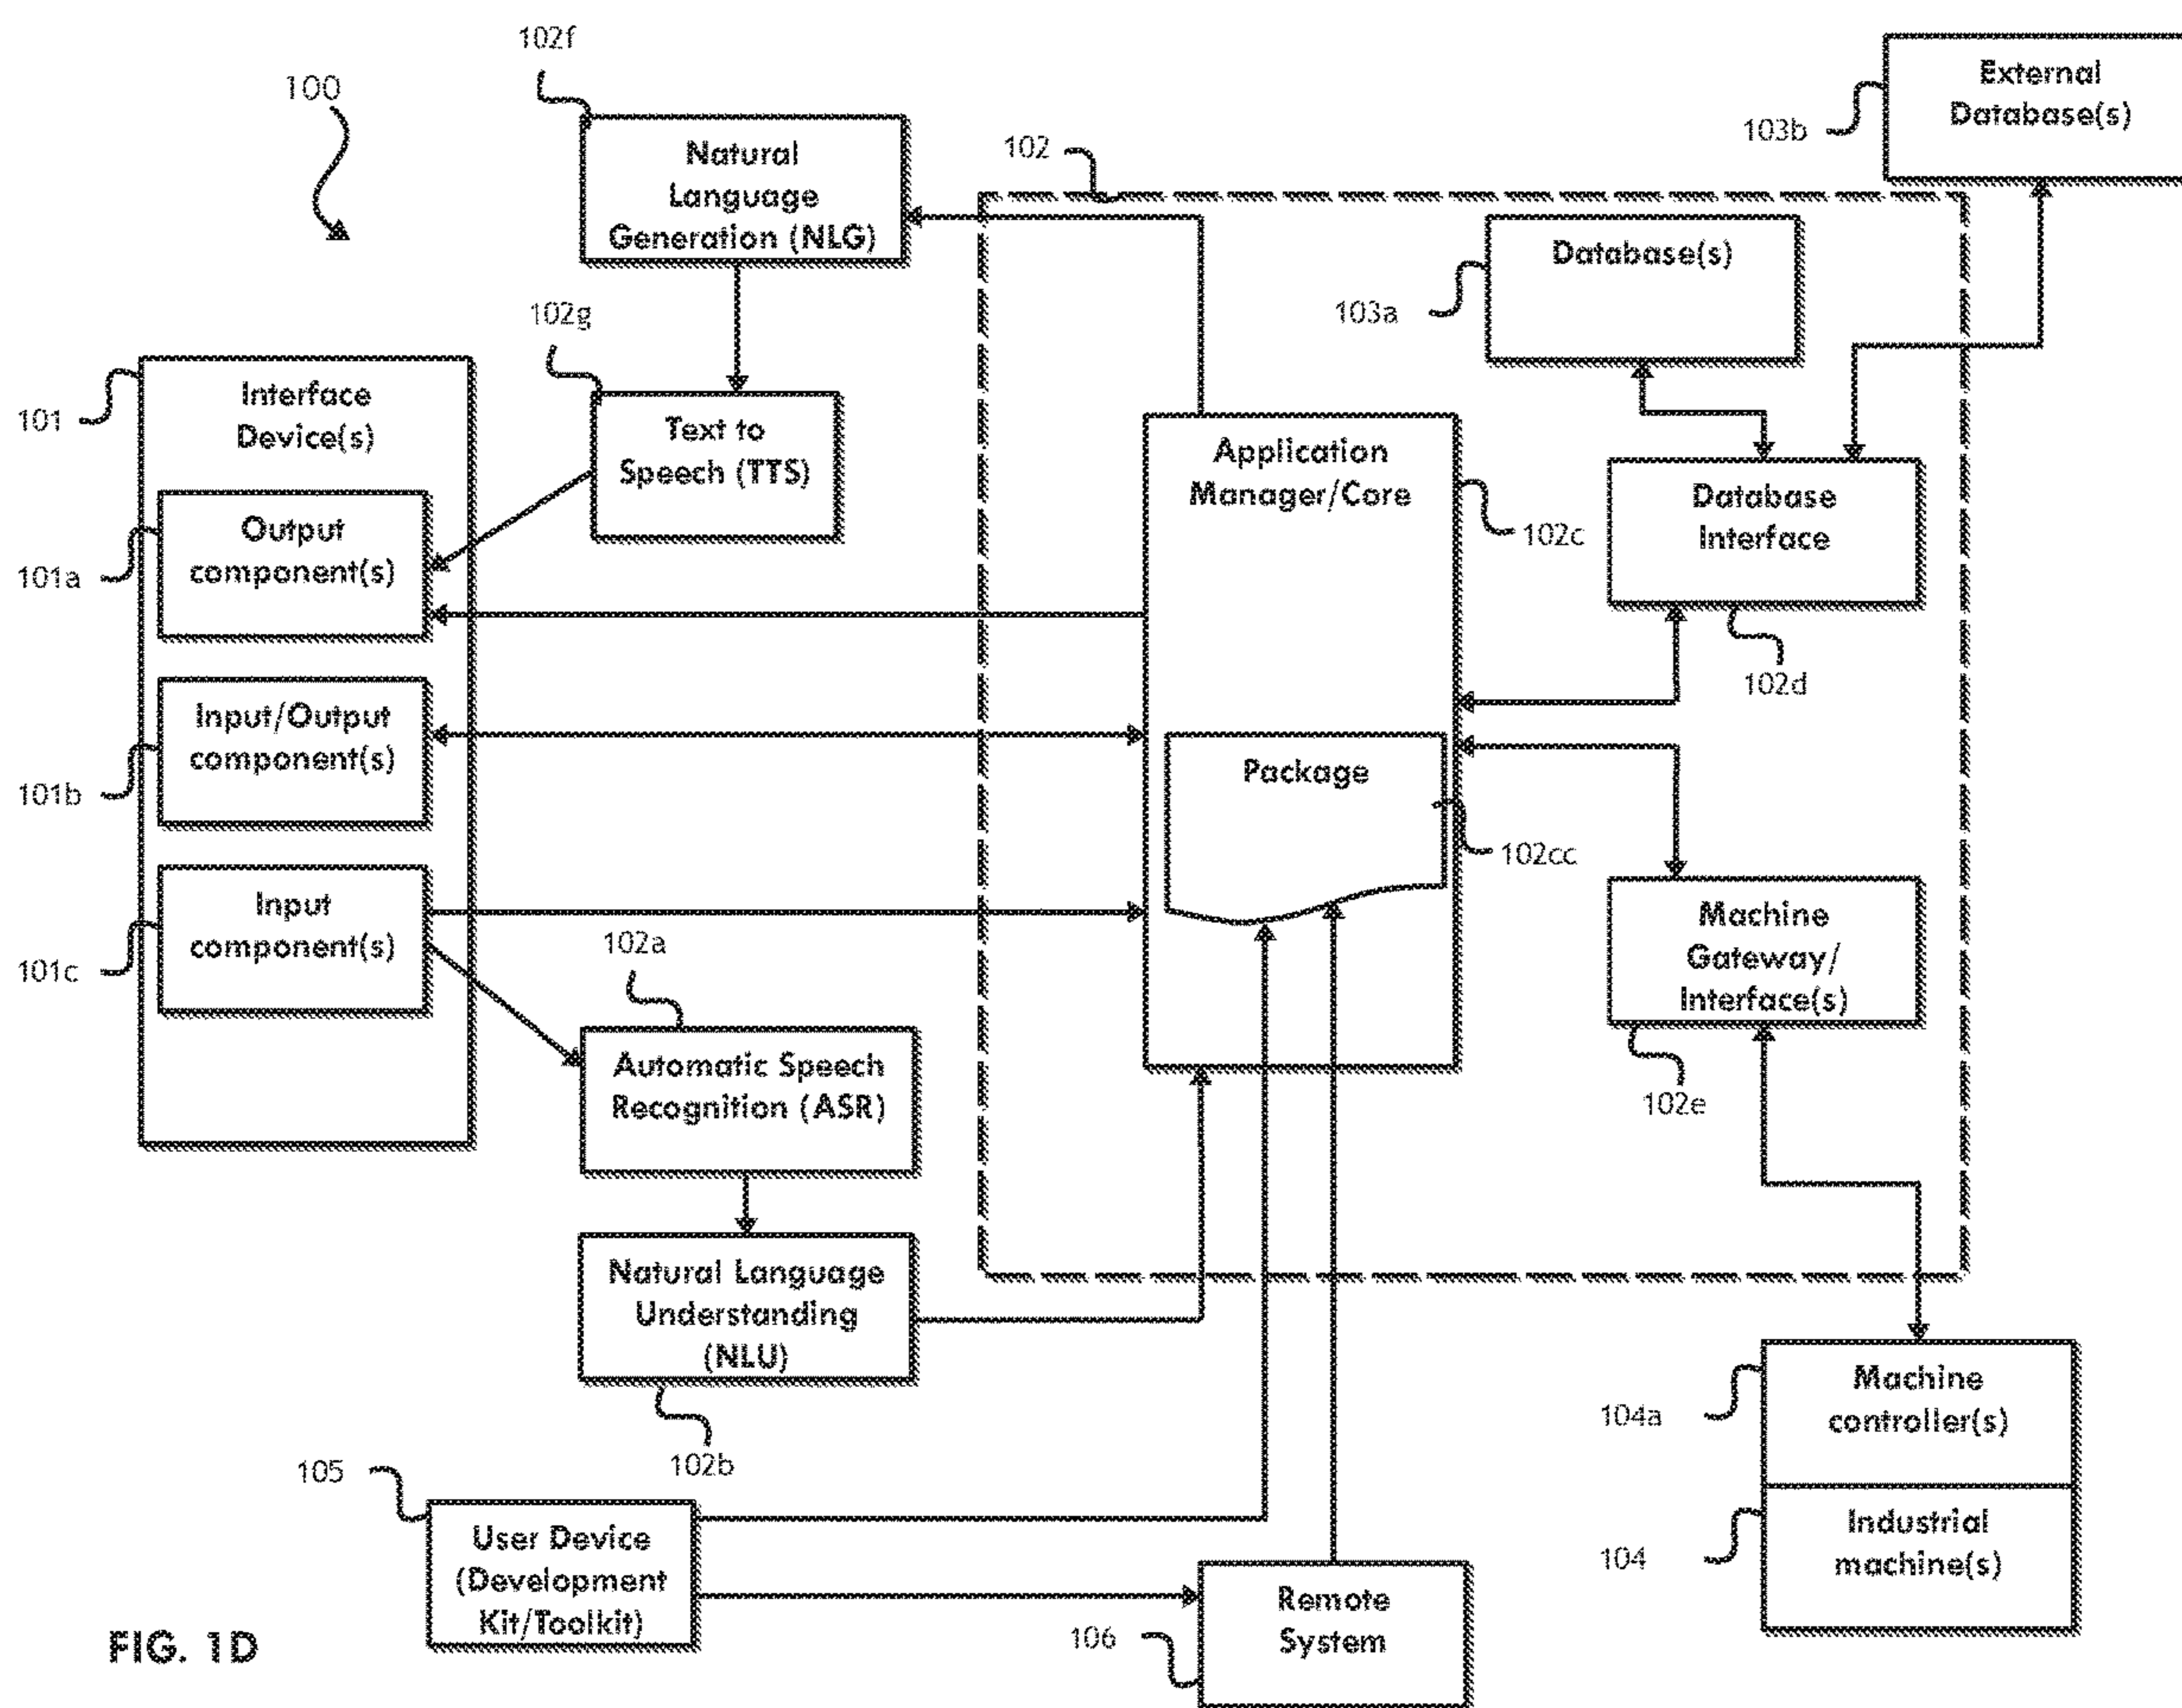 102f
100
External
Database(s)
103b
Natural
Language
Generation (NLG)
102
Database(s)
103a
102g
101
Interface
Device(s)
Text to
Speech (TTS)
Application
Manager/Core
102c
Database
Interface
102d
101a
Output
component(s)
101b
Input/Output
component(s)
Package
102cc
101c
Input
component(s)
102a
Machine
Gateway/
Interface(s)
102e
Automatic Speech
Recognition (ASR)
Natural Language
Understanding
(NLU)
102b
104a
Machine
controller(s)
104
Industrial
machine(s)
105
User Device
(Development
Kit/Toolkit)
106
Remote
System
FIG. 1D